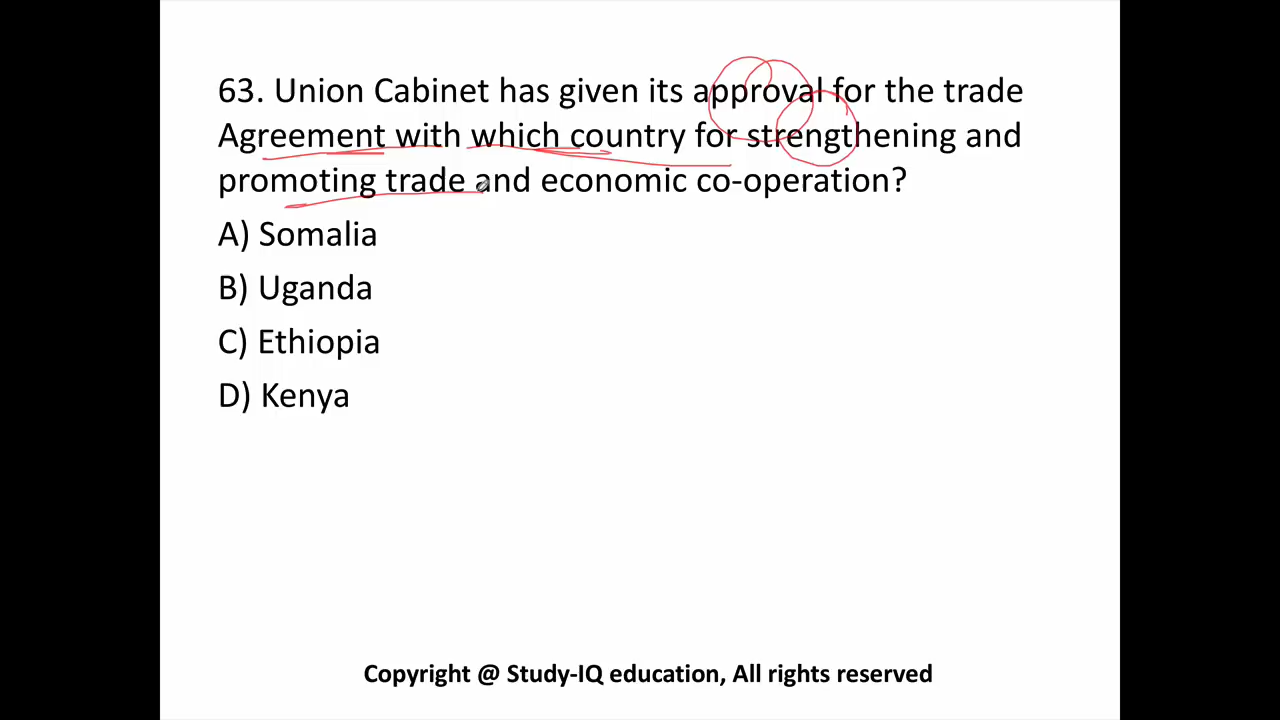 63. Union Cabinet has given its approval for the trade
Agreement with which country for strengthening and
promoting trade and economic co-operation?
A) Somalia
B) Uganda
C) Ethiopia
D) Kenya
Copyright @ Study-IQ education, All rights reserved